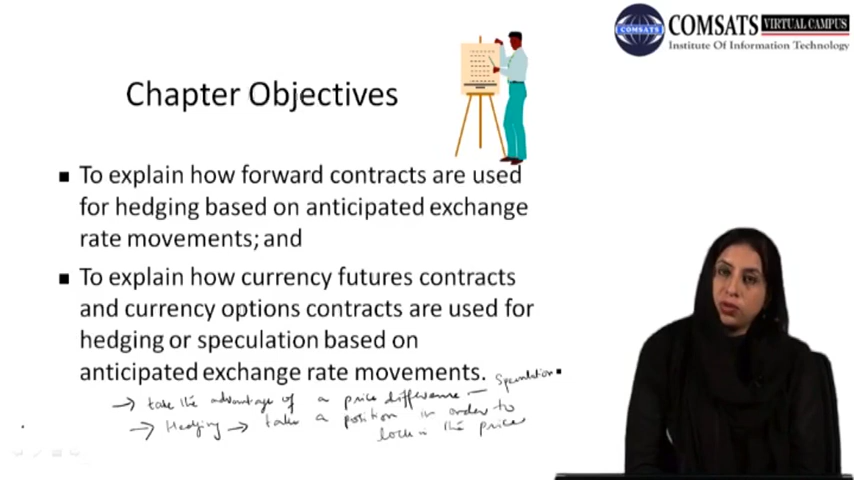 COMSATS
COMSATS VIRTUAL CAMPUS
Institute Of Information Technology
Chapter Objectives
■ To explain how forward contracts are used
for hedging based on anticipated exchange
rate movements; and
■ To explain how currency futures contracts
and currency options contracts are used for
hedging or speculation based on
anticipated exchange rate movements. Speculation
→ take the advantage of a price difference —
→ Hedging → take a position in order to
lock in the prices